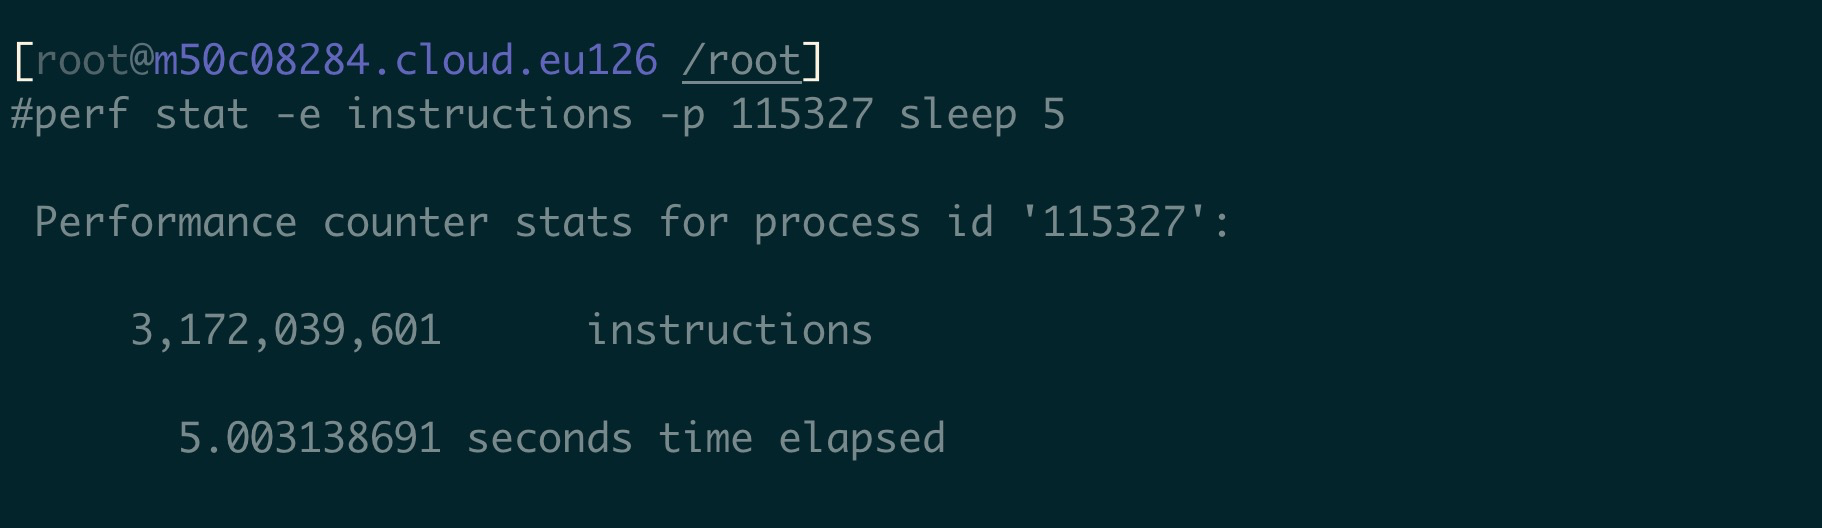 [root@m50c08284.cloud.eu126 /root]
#perf stat -e instructions -p 115327 sleep 5
Performance counter stats for process id '115327':
3,172,039,601 instructions
5.003138691 seconds time elapsed